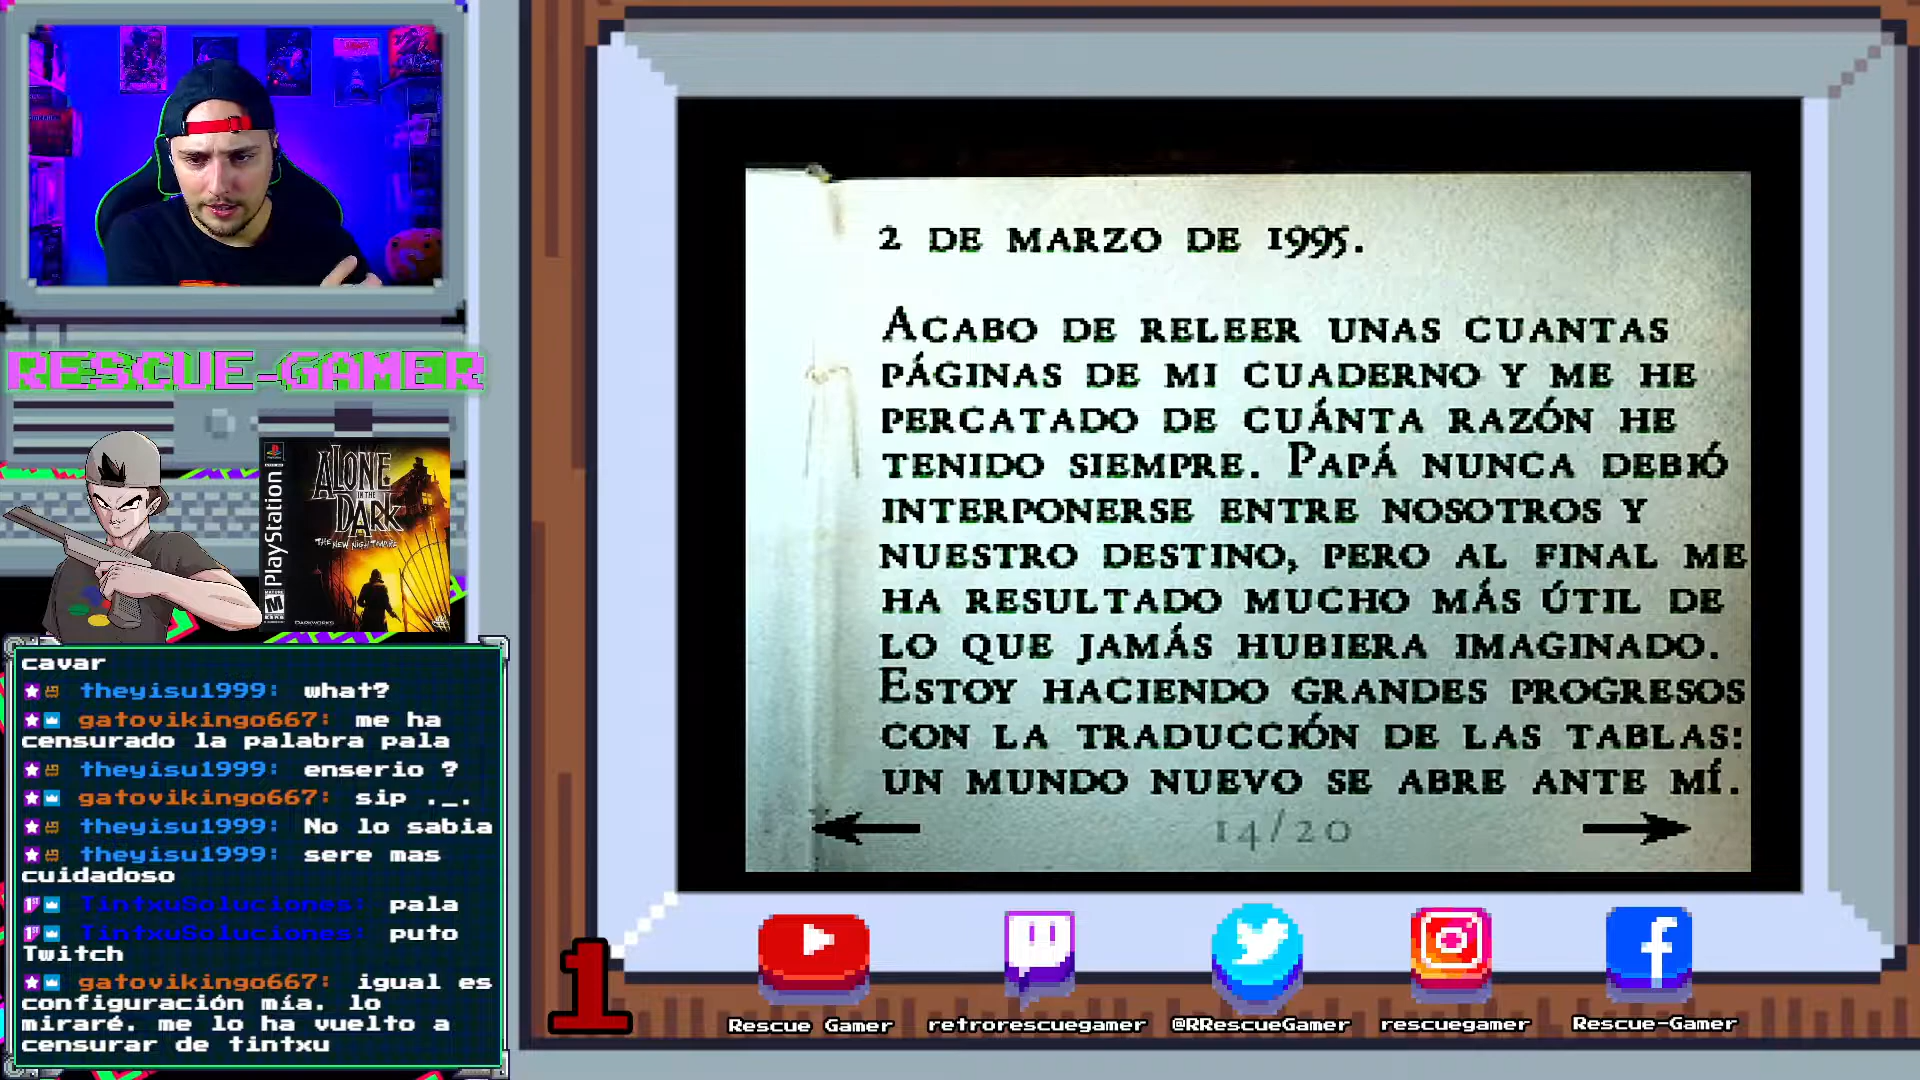 RESCUE-GAMER
PlayStation
ALONE
IN THE
DARK
THE NEW NIGHTMARE
DARKWORKS
cavar
theyisu1999: what?
gatovikingo667: me ha
censurado la palabra pala
theyisu1999: enserio ?
gatovikingo667: sip ._.
theyisu1999: No lo sabia
theyisu1999: sere mas
cuidadoso
TintxuSoluciones: pala
TintxuSoluciones: puto
Twitch
gatovikingo667: igual es
configuración mía. lo
miraré. me lo ha vuelto a
censurar de tintxu
2 DE MARZO DE 1995.
ACABO DE RELEER UNAS CUANTAS
PÁGINAS DE MI CUADERNO Y ME HE
PERCATADO DE CUÁNTA RAZÓN HE
TENIDO SIEMPRE. PAPÁ NUNCA DEBIÓ
INTERPONERSE ENTRE NOSOTROS Y
NUESTRO DESTINO, PERO AL FINAL ME
HA RESULTADO MUCHO MÁS ÚTIL DE
LO QUE JAMÁS HUBIERA IMAGINADO.
ESTOY HACIENDO GRANDES PROGRESOS
CON LA TRADUCCIÓN DE LAS TABLAS:
UN MUNDO NUEVO SE ABRE ANTE MÍ.
14/20
1
Rescue Gamer
retrorescuegamer
@RRescueGamer
rescuegamer
Rescue-Gamer